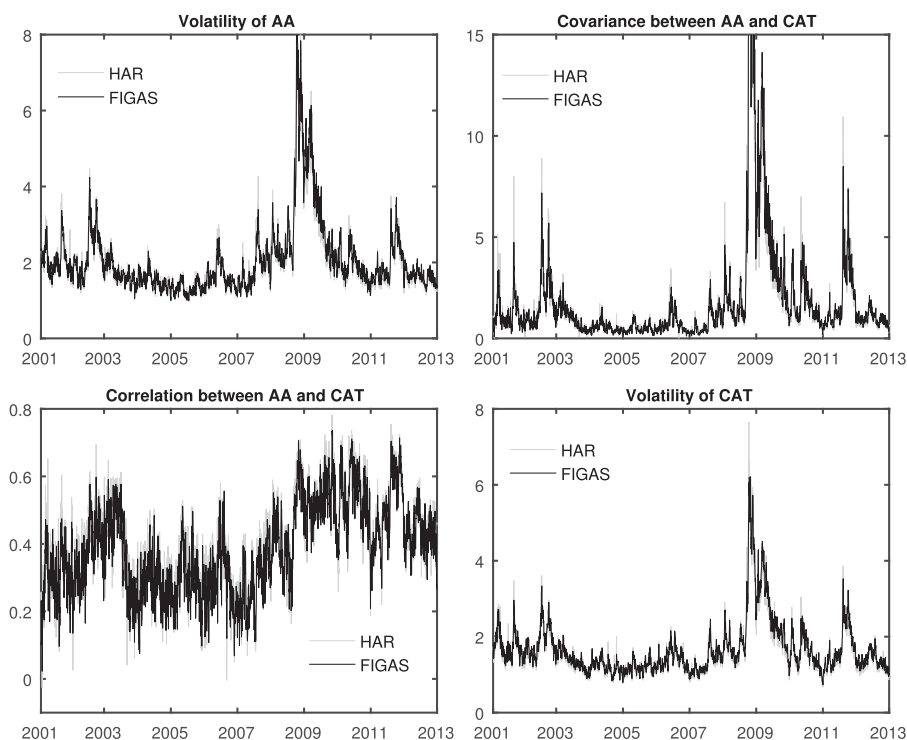 Volatility of AA
8
6
4
2
0
HAR
FIGAS
2001 2003 2005 2007 2009 2011 2013
Covariance between AA and CAT
15
10
5
0
HAR
FIGAS
2001 2003 2005 2007 2009 2011 2013
Correlation between AA and CAT
0.8
0.6
0.4
0.2
0
HAR
FIGAS
2001 2003 2005 2007 2009 2011 2013
Volatility of CAT
8
6
4
2
0
HAR
FIGAS
2001 2003 2005 2007 2009 2011 2013